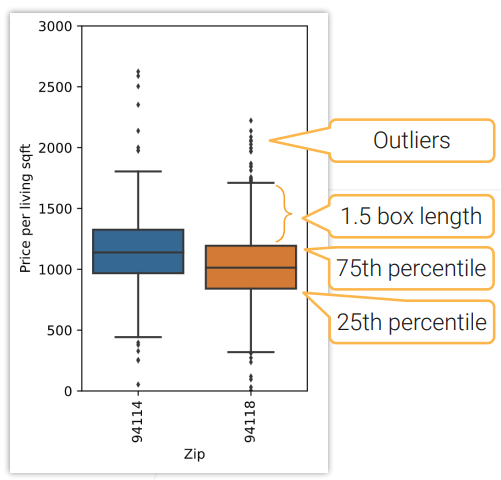 3000
2500
2000
1500
1000
500
0
Price per living sqft
94114
94118
Zip
Outliers
1.5 box length
75th percentile
25th percentile